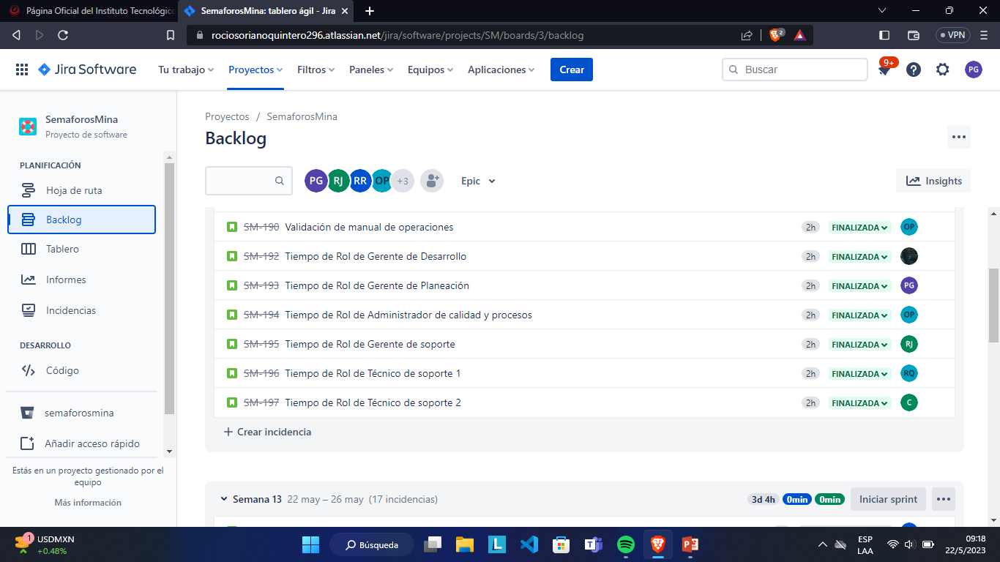 Página Oficial del Instituto Tecnológico
SemaforosMina: tablero ágil - Jira
rociosorianoquintero296.atlassian.net/jira/software/projects/SM/boards/3/backlog
2
VPN
Jira Software
Tu trabajo
Proyectos
Filtros
Paneles
Equipos
Aplicaciones
Crear
Buscar
9+
PG
SemaforosMina
Proyecto de software
PLANIFICACIÓN
Hoja de ruta
Backlog
Tablero
Informes
Incidencias
DESARROLLO
Código
semaforosmina
Añadir acceso rápido
Estás en un proyecto gestionado por el
equipo
Más información
Proyectos / SemaforosMina
Backlog
PG RJ RR OP +3
Epic
Insights
SM-190 Validación de manual de operaciones 2h FINALIZADA OP
SM-192 Tiempo de Rol de Gerente de Desarrollo 2h FINALIZADA
SM-193 Tiempo de Rol de Gerente de Planeación 2h FINALIZADA PG
SM-194 Tiempo de Rol de Administrador de calidad y procesos 2h FINALIZADA OP
SM-195 Tiempo de Rol de Gerente de soporte 2h FINALIZADA RJ
SM-196 Tiempo de Rol de Técnico de soporte 1 2h FINALIZADA RQ
SM-197 Tiempo de Rol de Técnico de soporte 2 2h FINALIZADA C
+ Crear incidencia
Semana 13 22 may – 26 may (17 incidencias) 3d 4h 0min 0min Iniciar sprint
1
USDMXN
+0.48%
Búsqueda
L
ESP
LAA
09:18
22/5/2023